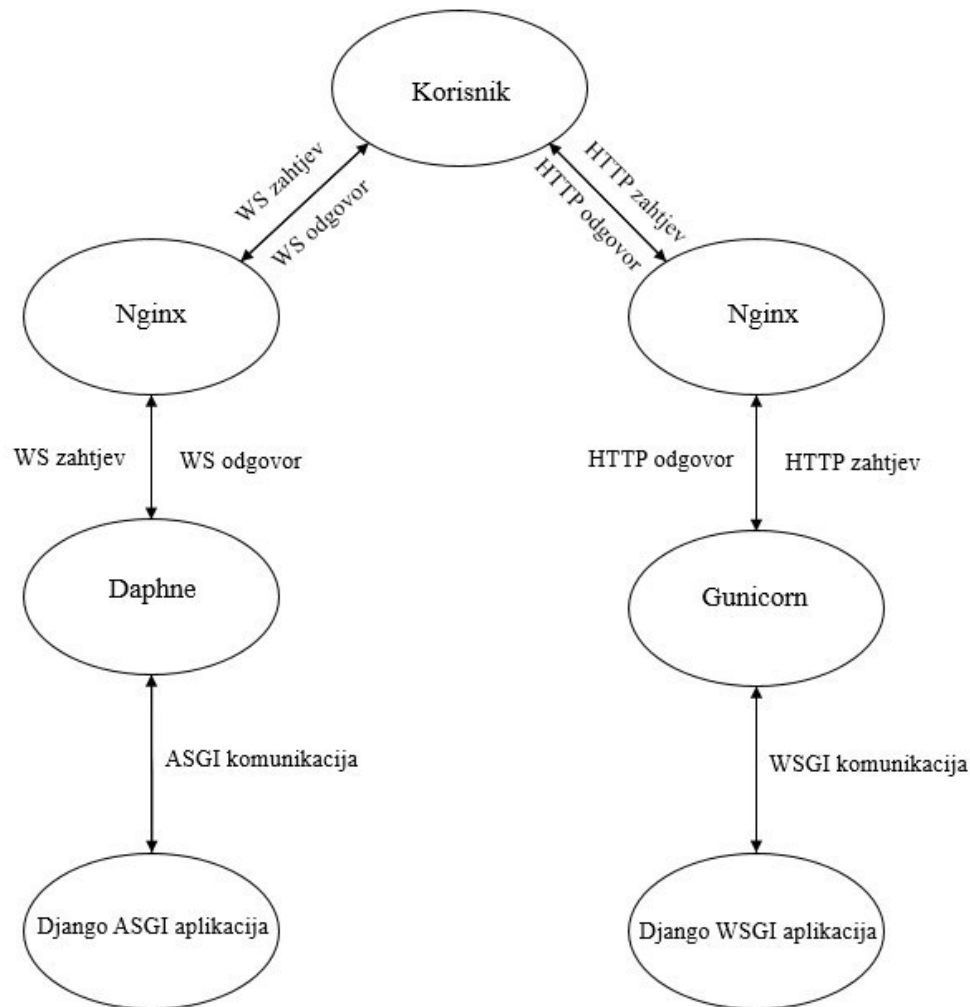 Korisnik
WS zahtjev
WS odgovor
HTTP zahtjev
HTTP odgovor
Nginx
Nginx
WS zahtjev
WS odgovor
HTTP odgovor
HTTP zahtjev
Daphne
Gunicorn
ASGI komunikacija
WSGI komunikacija
Django ASGI aplikacija
Django WSGI aplikacija